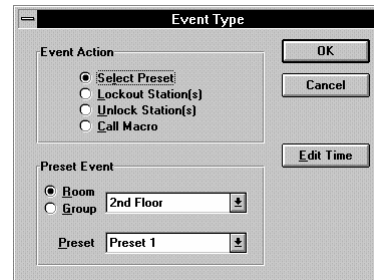 Event Type
Event Action
Select Preset
Lockout Station(s)
Unlock Station(s)
Call Macro
OK
Cancel
Edit Time
Preset Event
Room
Group
2nd Floor
Preset
Preset 1